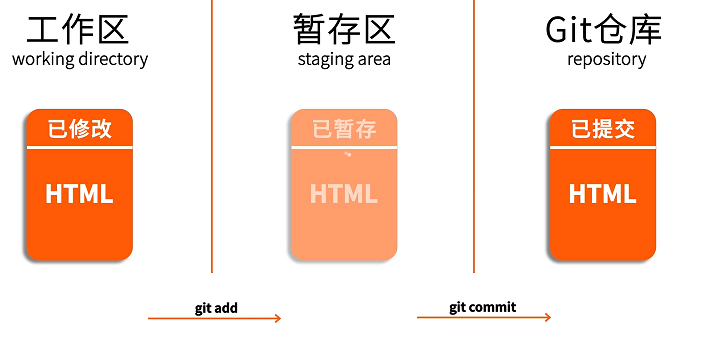 工作区
working directory
暂存区
staging area
Git仓库
repository
已修改
HTML
已暂存
HTML
已提交
HTML
git add
git commit